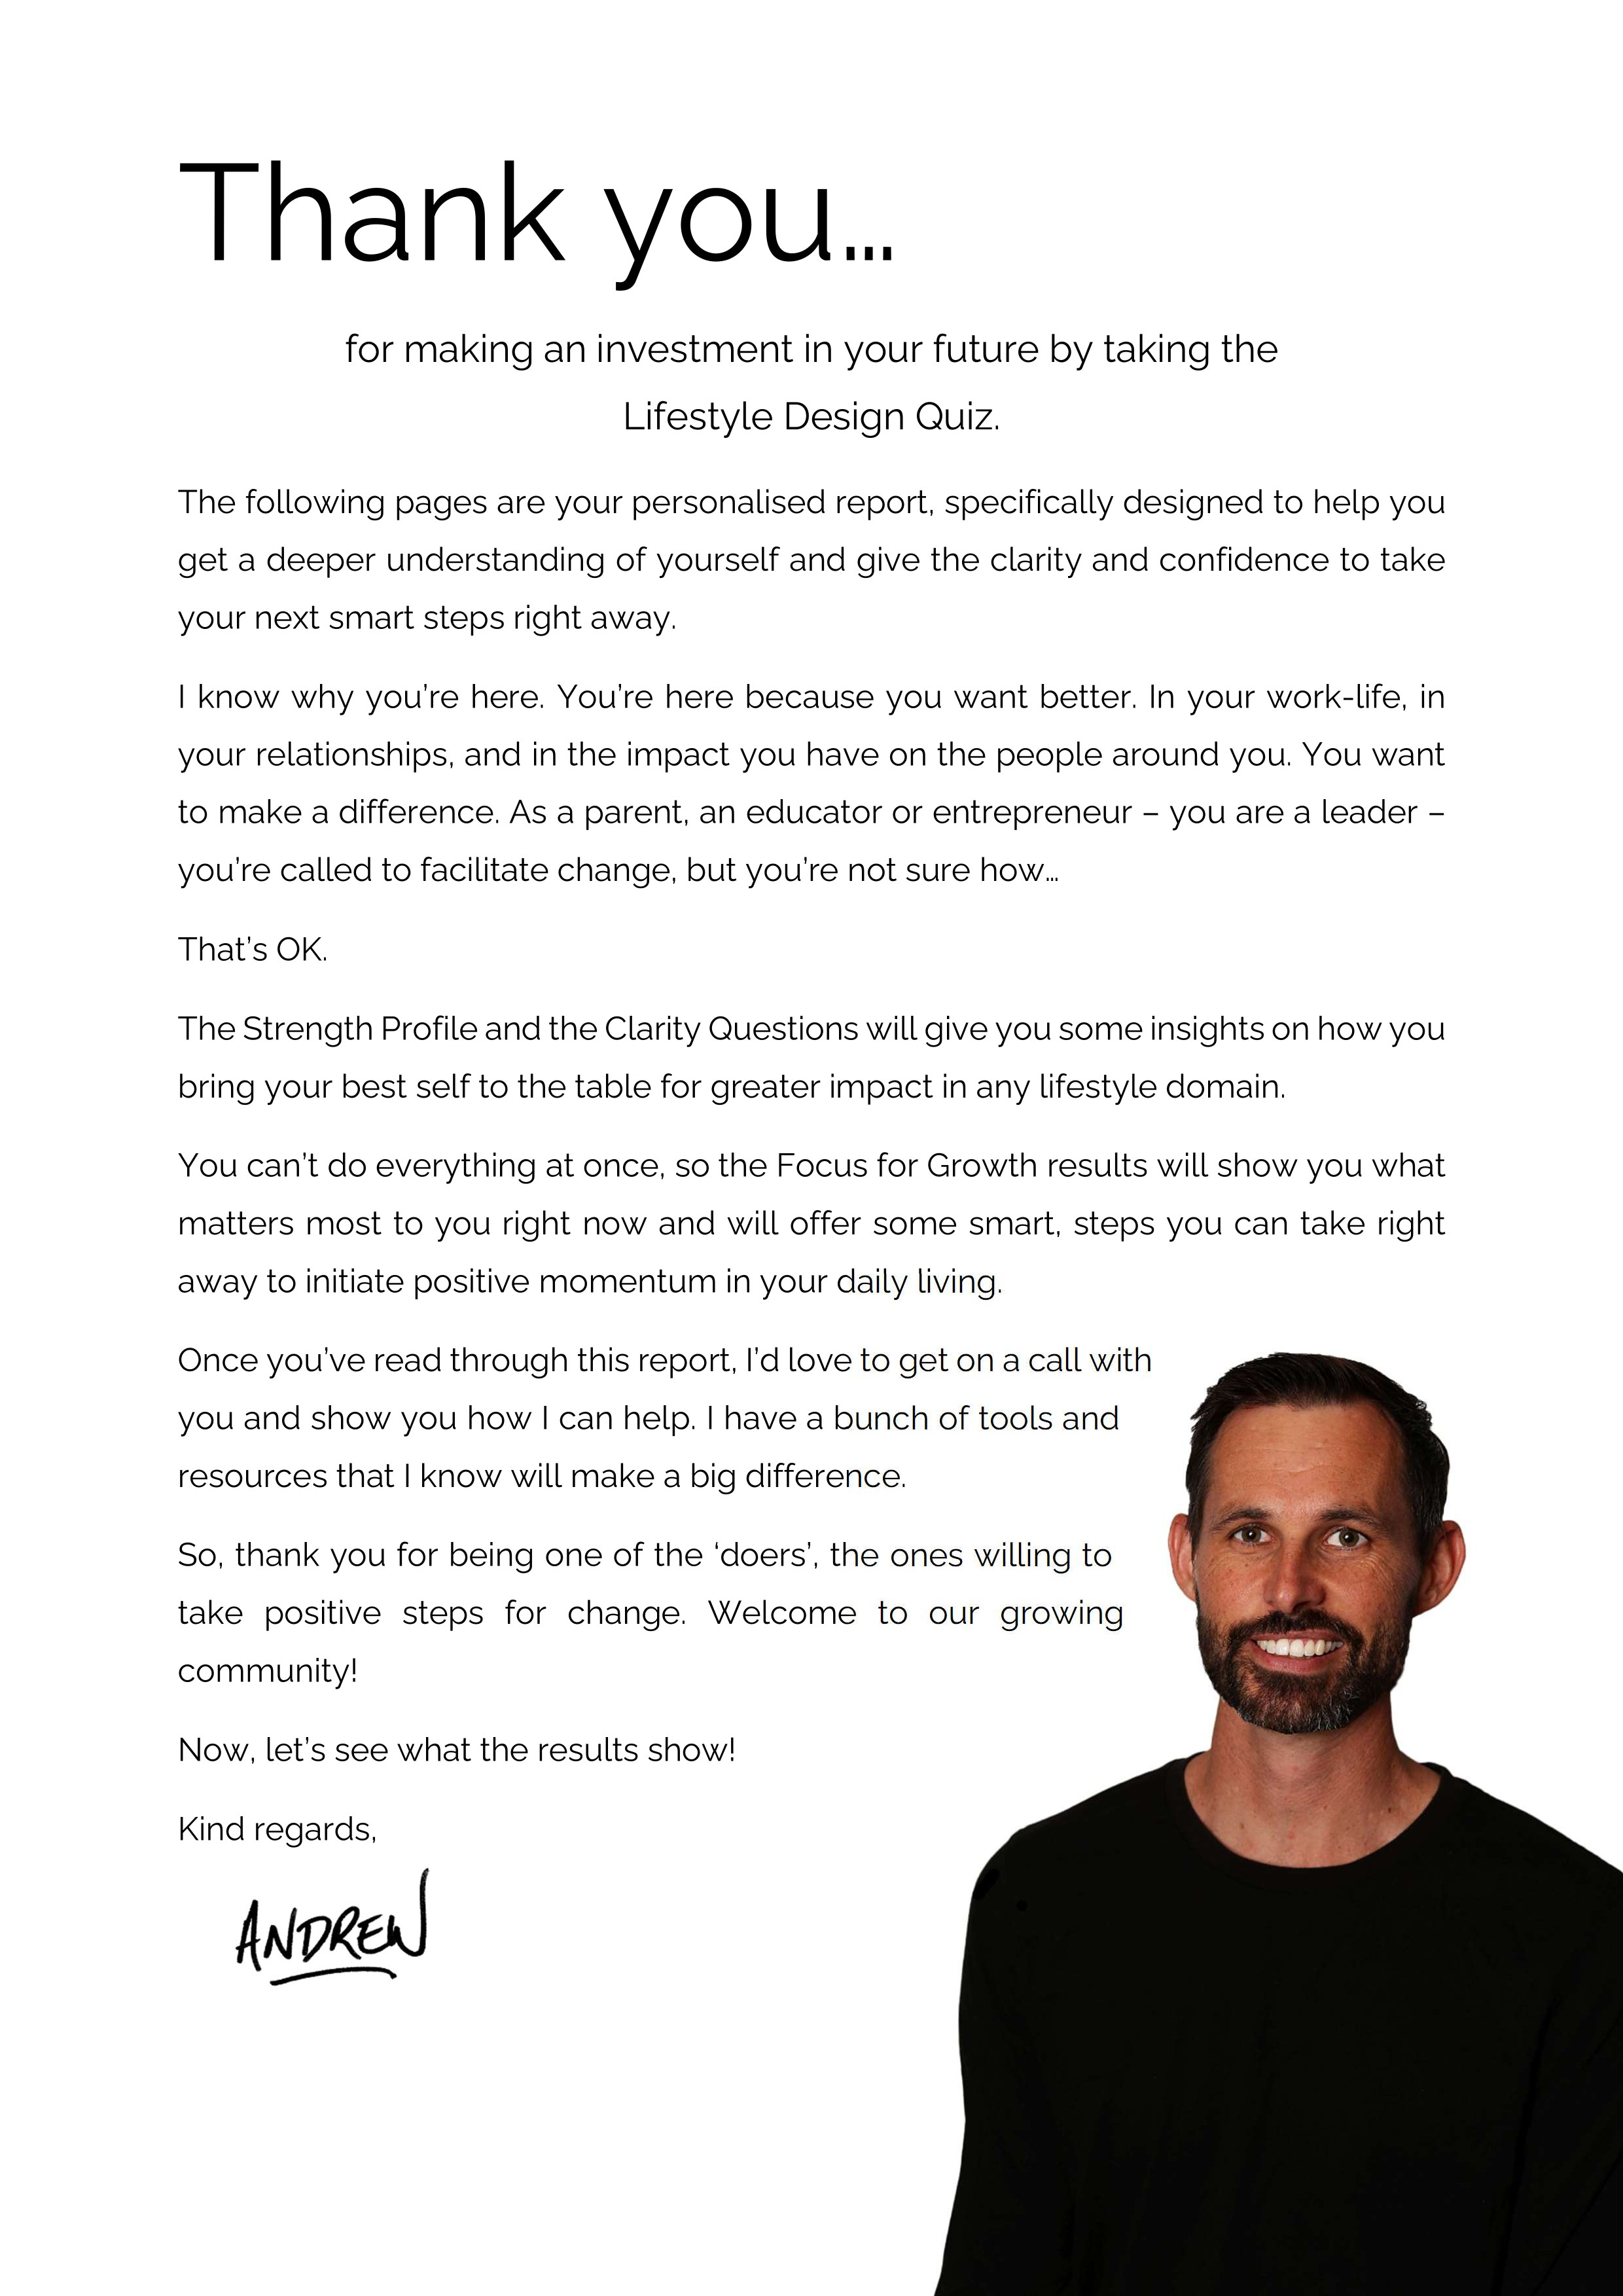 Thank you…
for making an investment in your future by taking the
Lifestyle Design Quiz.
The following pages are your personalised report, specifically designed to help you
get a deeper understanding of yourself and give the clarity and confidence to take
your next smart steps right away.
I know why you’re here. You’re here because you want better. In your work-life, in
your relationships, and in the impact you have on the people around you. You want
to make a difference. As a parent, an educator or entrepreneur – you are a leader –
you’re called to facilitate change, but you’re not sure how…
That’s OK.
The Strength Profile and the Clarity Questions will give you some insights on how you
bring your best self to the table for greater impact in any lifestyle domain.
You can’t do everything at once, so the Focus for Growth results will show you what
matters most to you right now and will offer some smart, steps you can take right
away to initiate positive momentum in your daily living.
Once you’ve read through this report, I’d love to get on a call with
you and show you how I can help. I have a bunch of tools and
resources that I know will make a big difference.
So, thank you for being one of the ‘doers’, the ones willing to
take positive steps for change. Welcome to our growing
community!
Now, let’s see what the results show!
Kind regards,
ANDREW